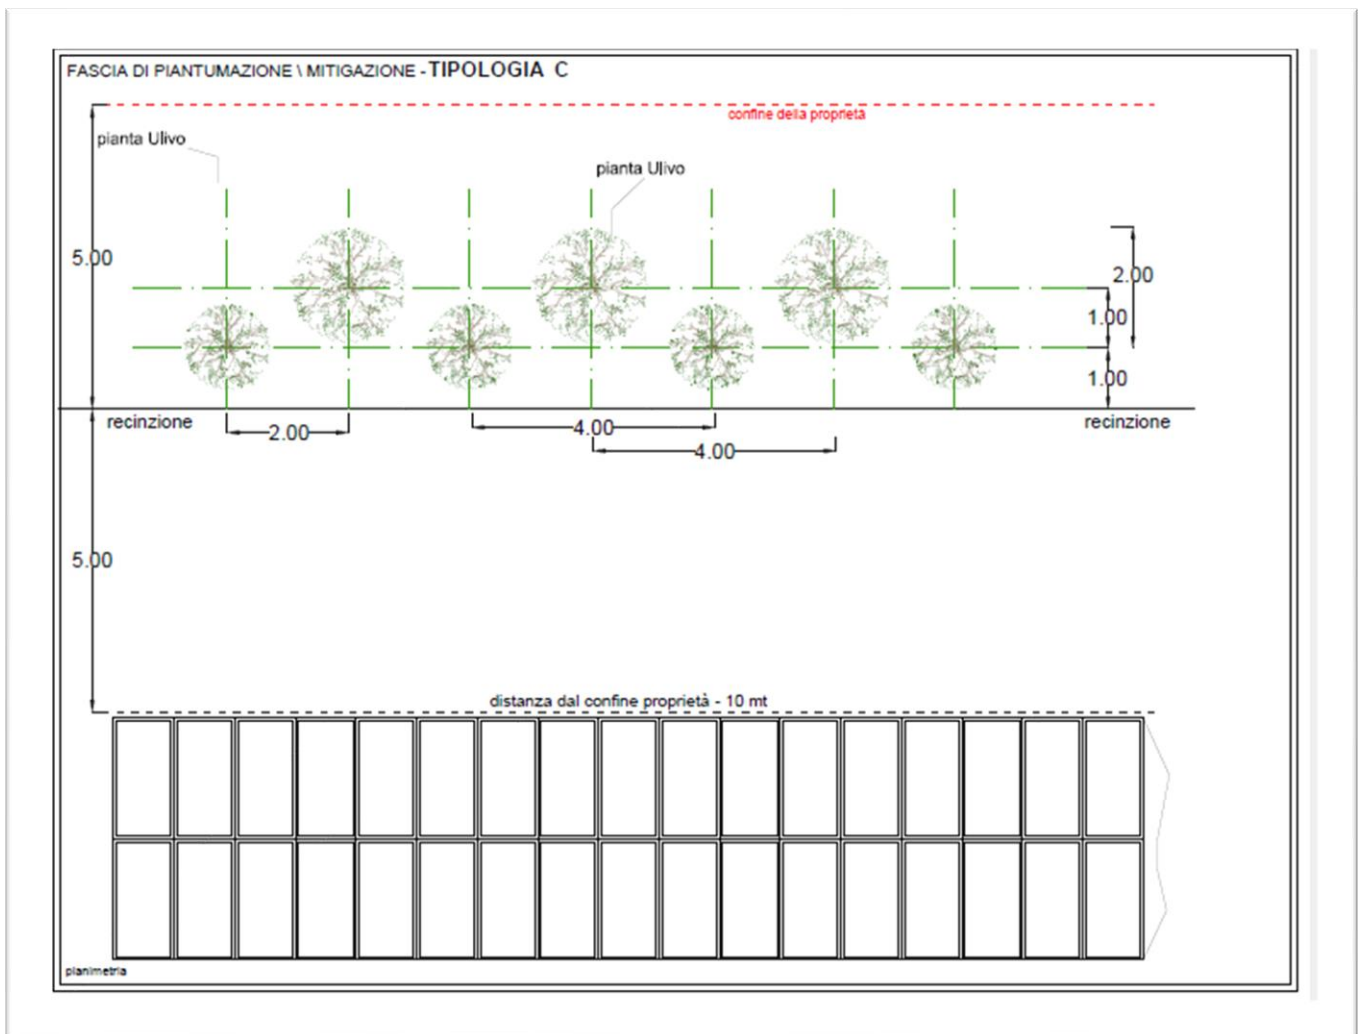 FASCIA DI PIANTUMAZIONE \ MITIGAZIONE - TIPOLOGIA C
confine della proprietà
pianta Ulivo
pianta Ulivo
5.00
2.00
1.00
1.00
recinzione
recinzione
2.00
4.00
4.00
5.00
distanza dal confine proprietà - 10 mt
planimetria